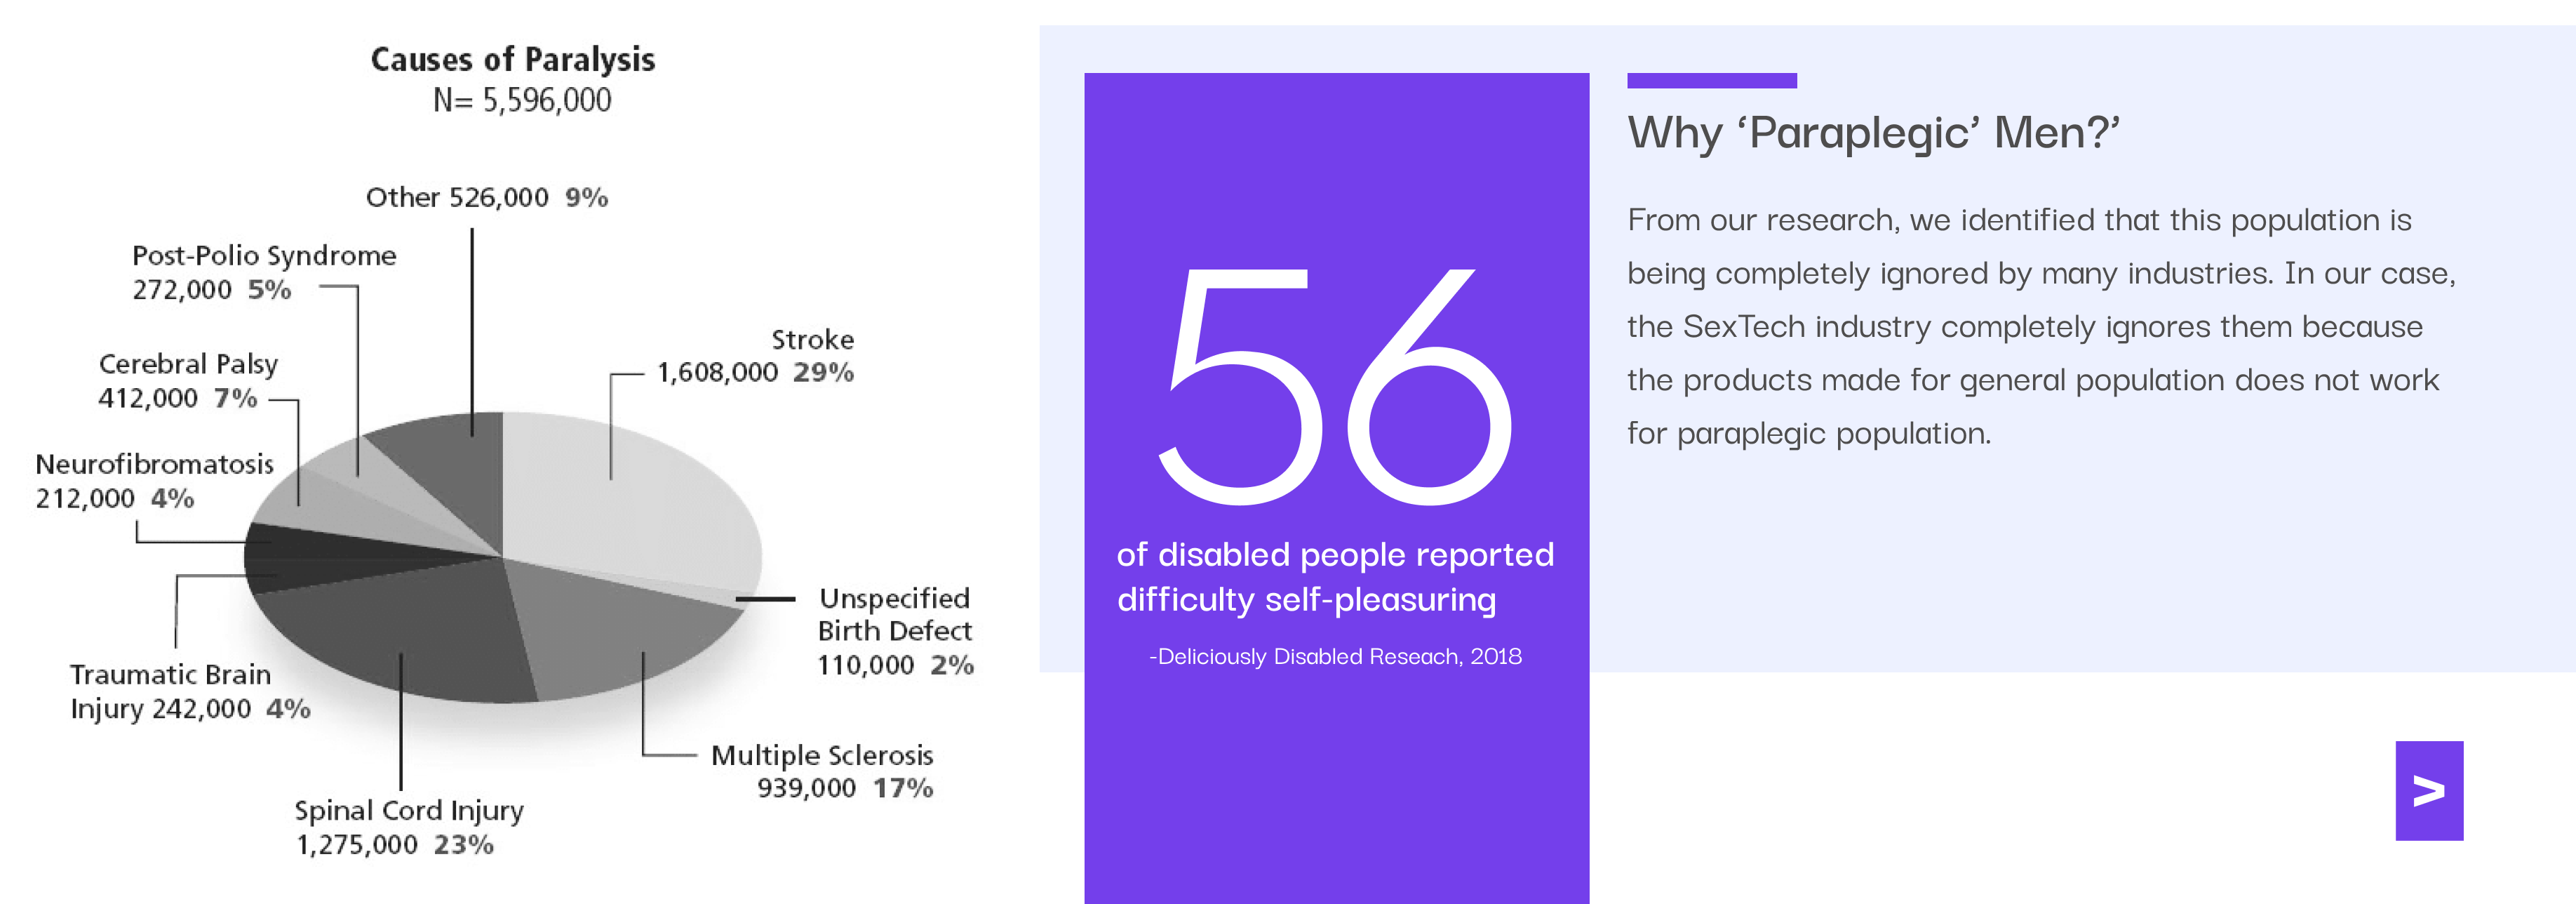 Causes of Paralysis
N= 5,596,000
Other 526,000 9%
Post-Polio Syndrome
272,000 5%
Cerebral Palsy
412,000 7%
Neurofibromatosis
212,000 4%
Traumatic Brain
Injury 242,000 4%
Spinal Cord Injury
1,275,000 23%
Stroke
1,608,000 29%
Unspecified
Birth Defect
110,000 2%
Multiple Sclerosis
939,000 17%
56
of disabled people reported
difficulty self-pleasuring
-Deliciously Disabled Reseach, 2018
Why ‘Paraplegic’ Men?’
From our research, we identified that this population is
being completely ignored by many industries. In our case,
the SexTech industry completely ignores them because
the products made for general population does not work
for paraplegic population.
>